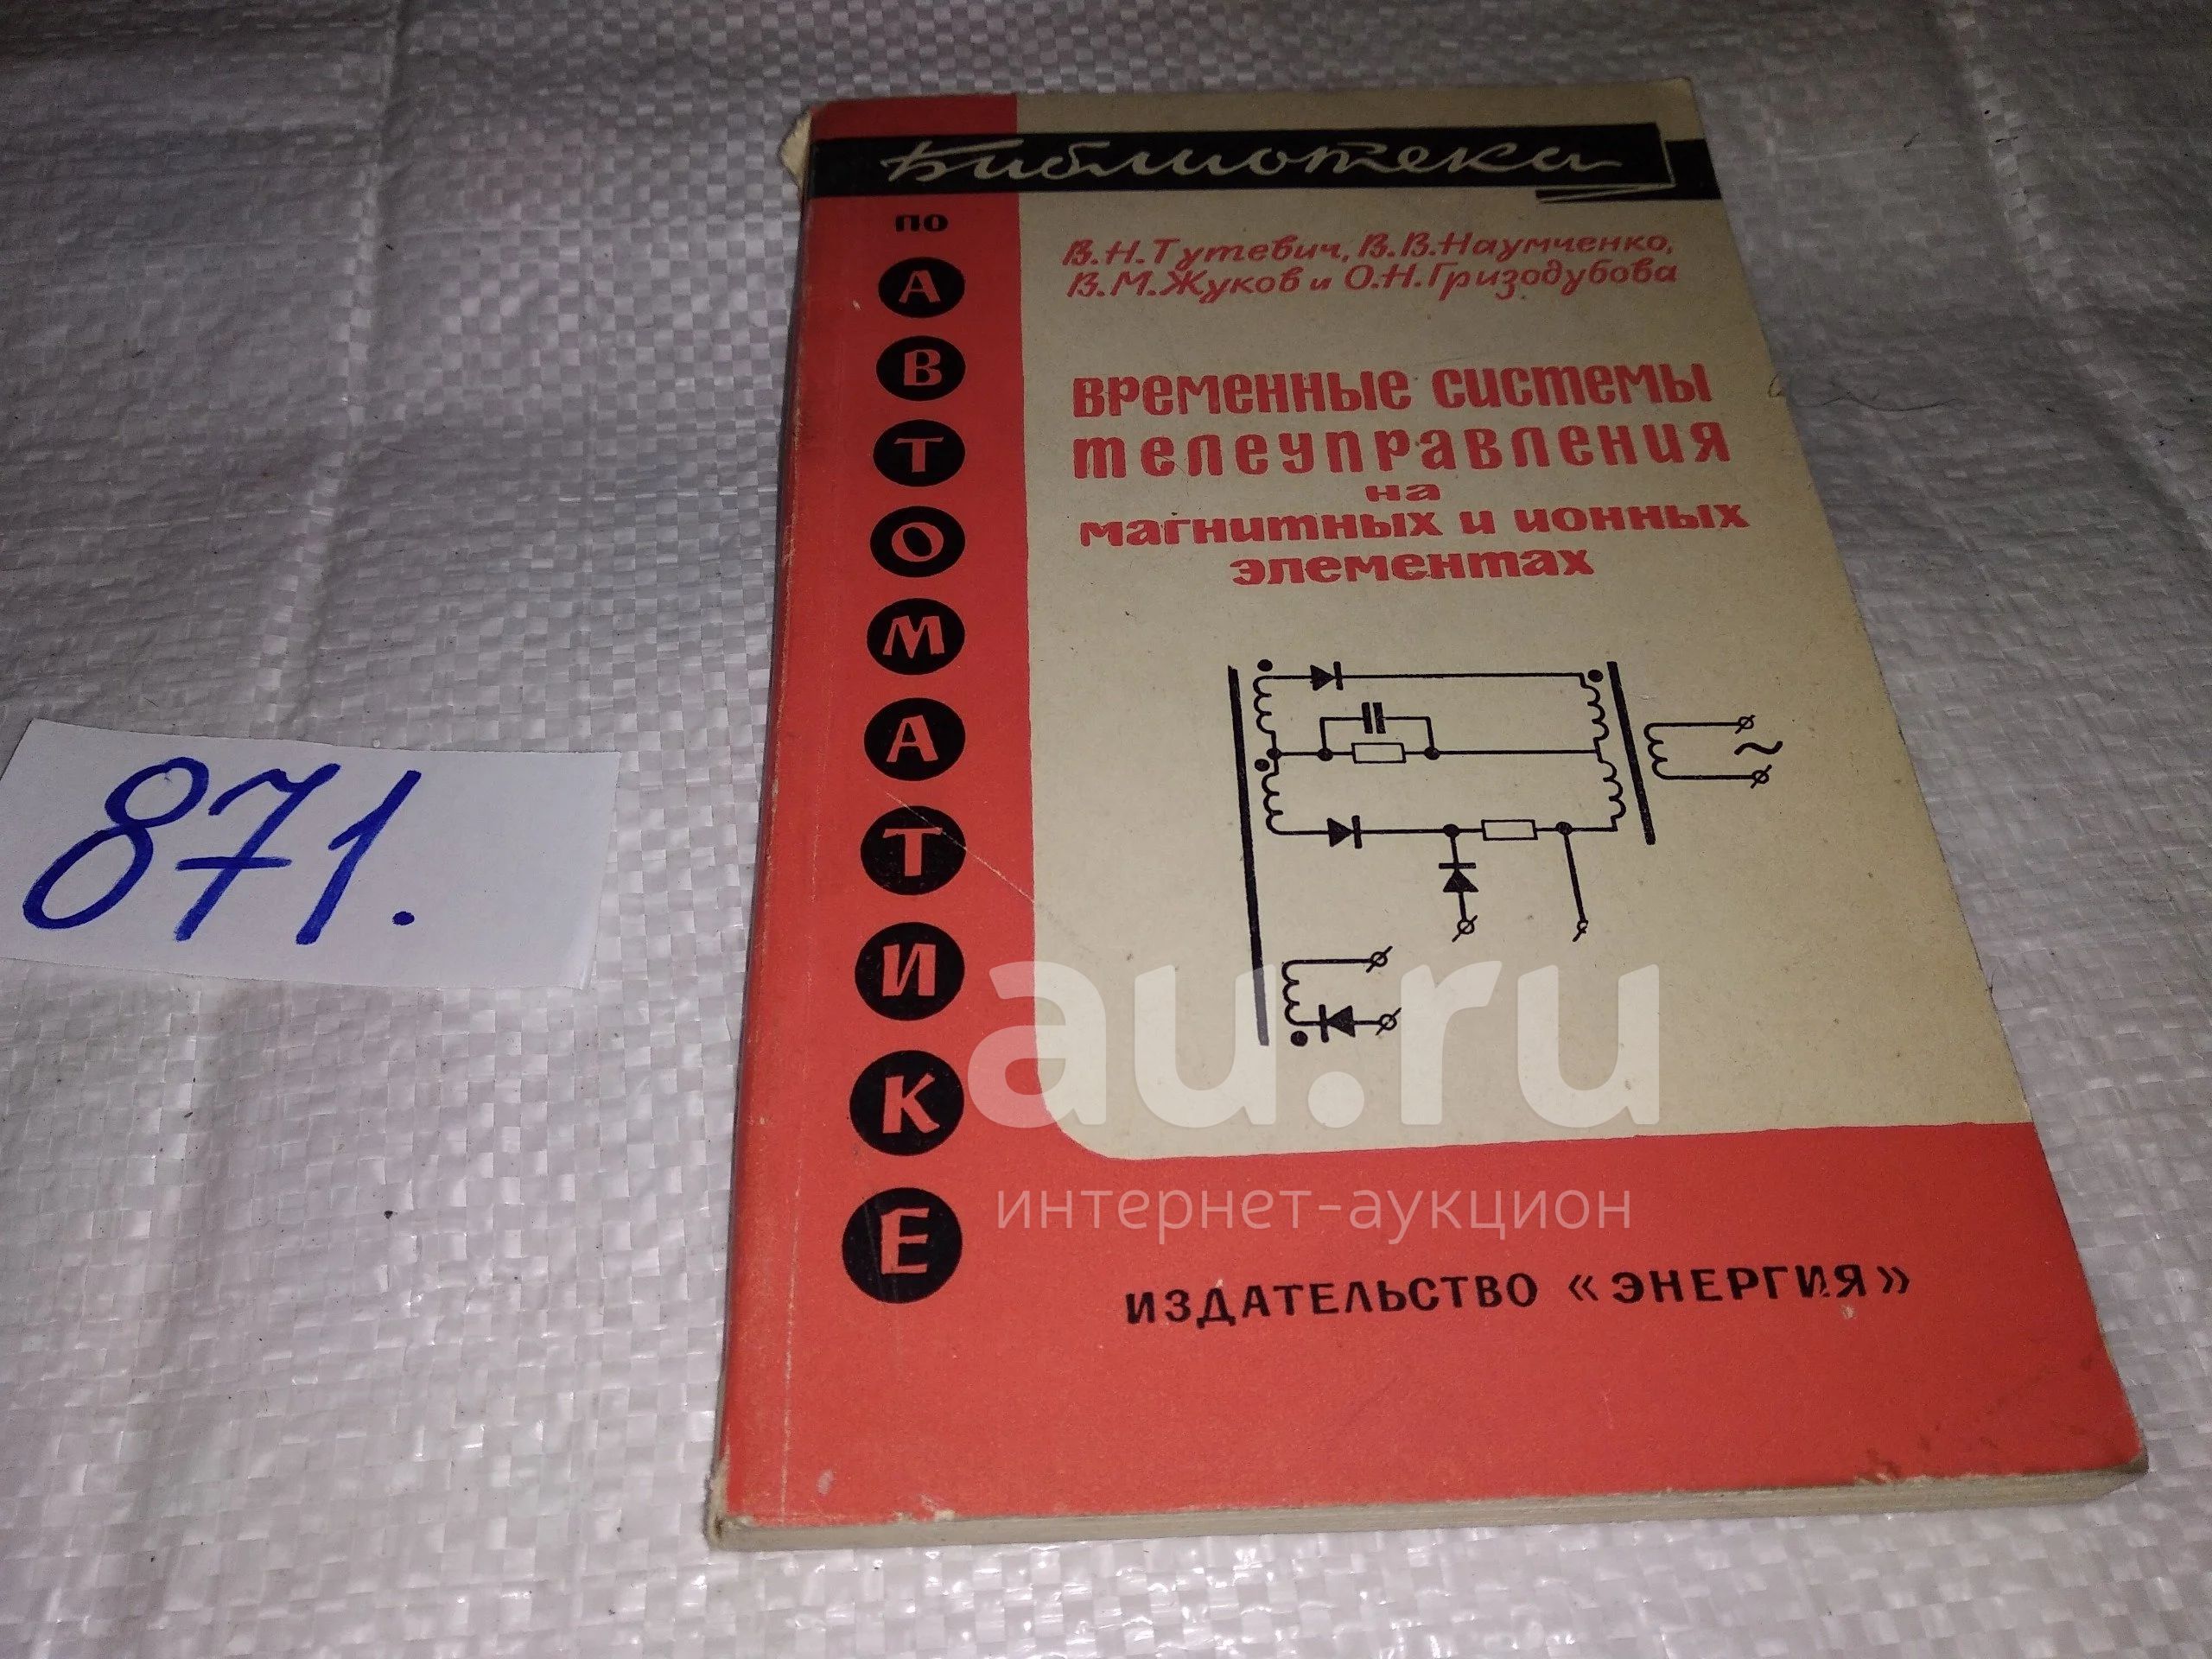 Библиотека
по
АВТОМАТИКЕ
В.Н.Тутевич, В.В.Наумченко,
В.М.Жуков и О.Н.Гризодубова
временные системы
телеуправления
на
магнитных и ионных
элементах
871.
au.ru
интернет-аукцион
ИЗДАТЕЛЬСТВО «ЭНЕРГИЯ»